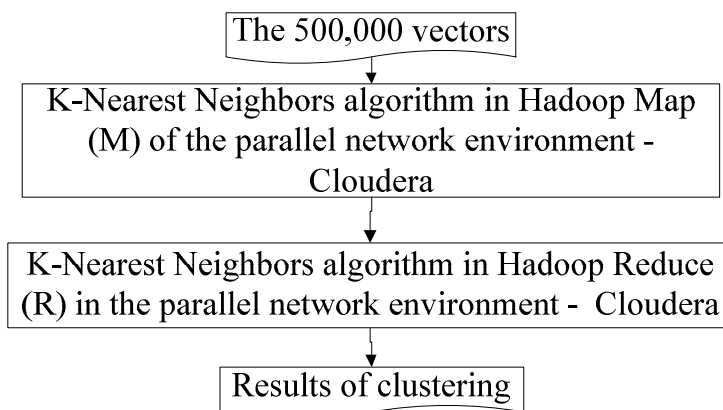 The 500,000 vectors
K-Nearest Neighbors algorithm in Hadoop Map
(M) of the parallel network environment -
Cloudera
K-Nearest Neighbors algorithm in Hadoop Reduce
(R) in the parallel network environment -  Cloudera
Results of clustering